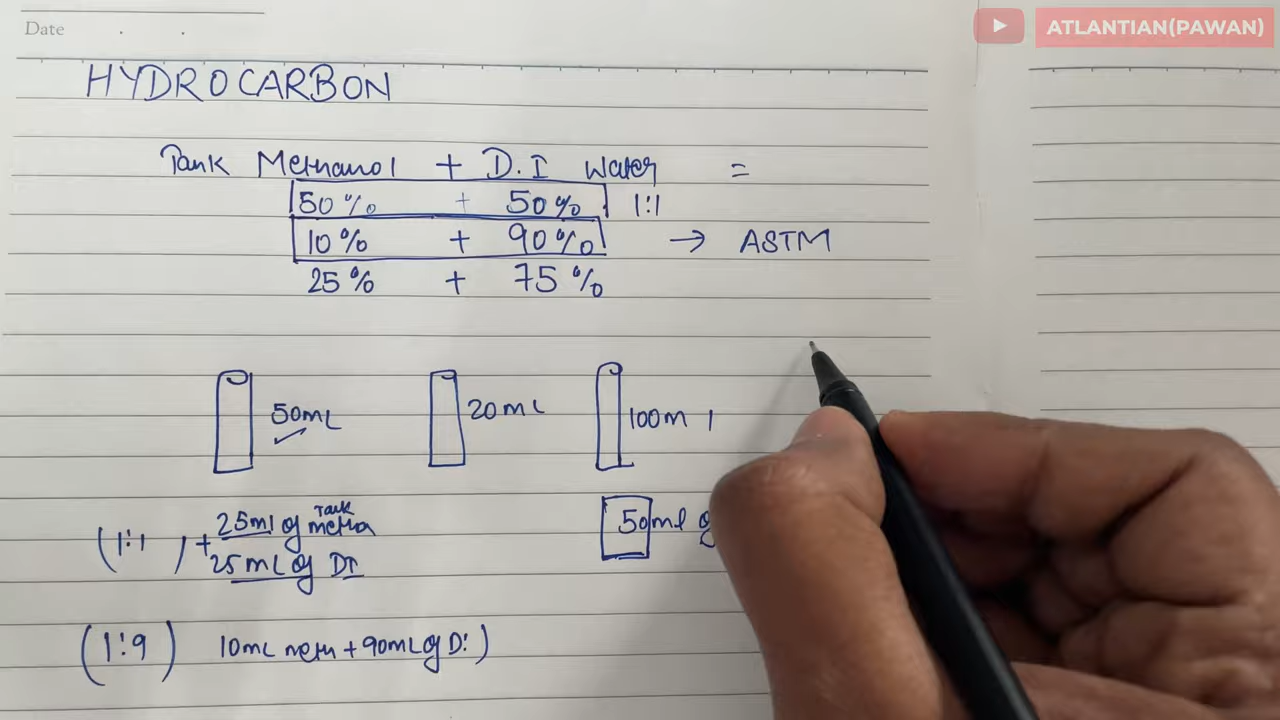 Date
ATLANTIAN(PAWAN)
HYDROCARBON
Tank Methanol + D.I Water =
50% + 50% 1:1
10% + 90% → ASTM
25% + 75%
50mL 20mL 100ml
(1:1) + 25ml of Tank metha
25mL of DI
50ml
(1:9) 10mL meth + 90mL of DI)